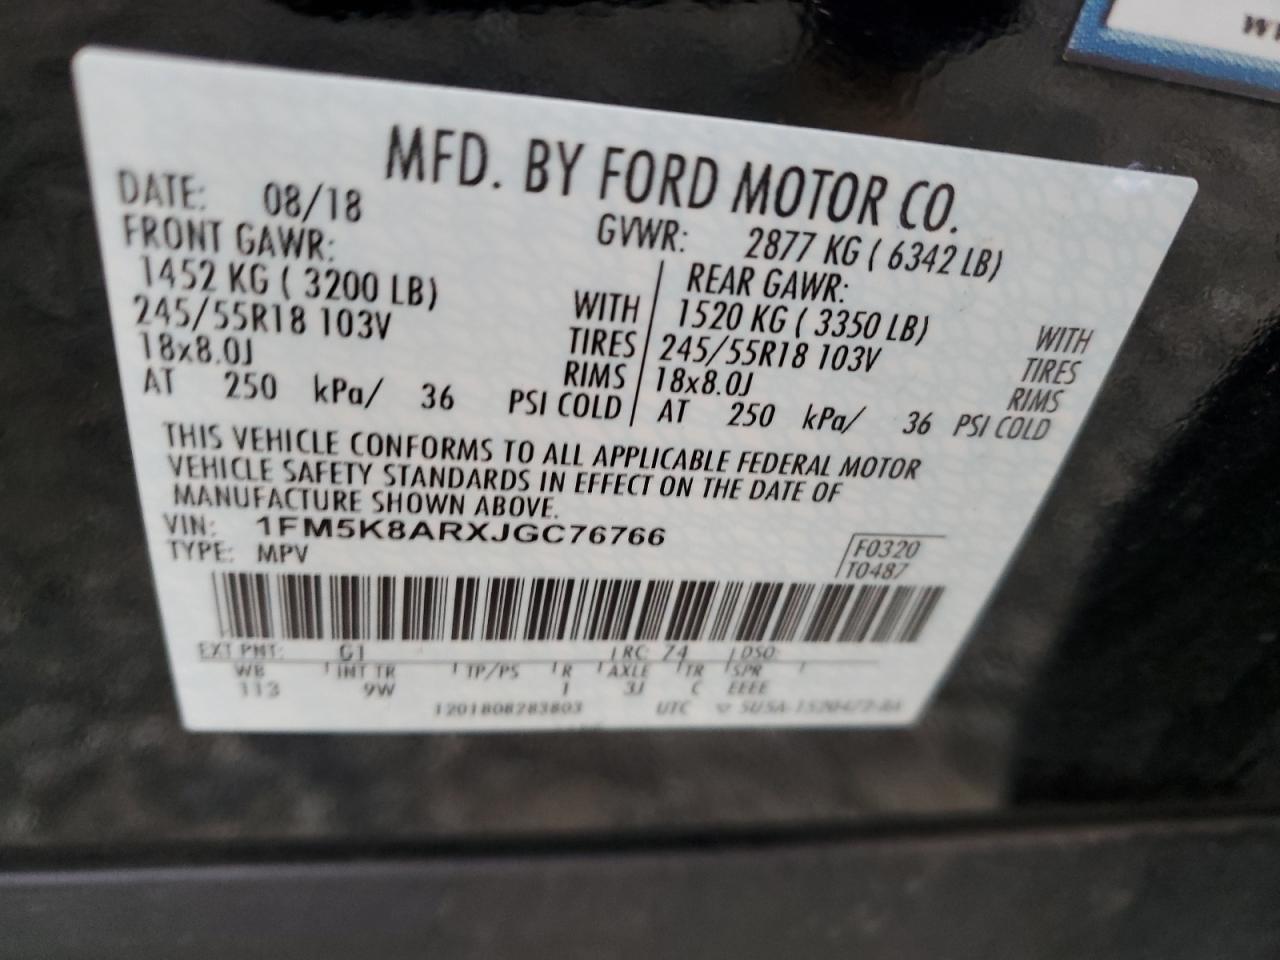 MFD. BY FORD MOTOR CO.
DATE: 08/18
GVWR: 2877 KG ( 6342 LB)
FRONT GAWR:
1452 KG ( 3200 LB) WITH
245/55R18 103V TIRES
18x8.0J RIMS
AT 250 kPa/ 36 PSI COLD
REAR GAWR:
1520 KG ( 3350 LB) WITH
245/55R18 103V TIRES
18x8.0J RIMS
AT 250 kPa/ 36 PSI COLD
THIS VEHICLE CONFORMS TO ALL APPLICABLE FEDERAL MOTOR
VEHICLE SAFETY STANDARDS IN EFFECT ON THE DATE OF
MANUFACTURE SHOWN ABOVE.
VIN: 1FM5K8ARXJGC76766
TYPE: MPV
F0320
T0487
EXT PNT: G1 RC: 74 DSO:
WB INT TR TP/PS R AXLE TR SPR
113 9W 1 3J C EEEE
1201808283803 UTC